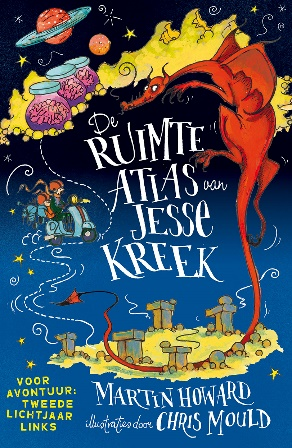 De
RUIMTE
ATLAS van
JESSE
KREEK
VOOR
AVONTUUR:
TWEEDE
LICHTJAAR
LINKS
MARTIN HOWARD
illustraties door CHRIS MOULD